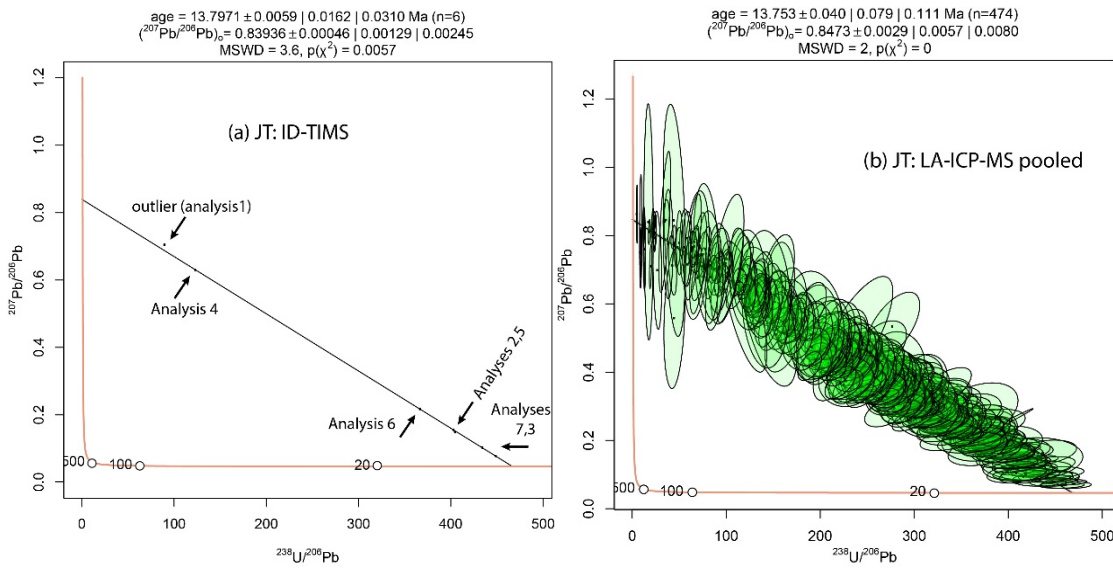 age = 13.7971 ± 0.0059 | 0.0162 | 0.0310 Ma (n=6)
(²⁰⁷Pb/²⁰⁶Pb)ₒ= 0.83936 ± 0.00046 | 0.00129 | 0.00245
MSWD = 3.6, p(χ²) = 0.0057
(a) JT: ID-TIMS
outlier (analysis1)
Analysis 4
Analyses 2,5
Analysis 6
Analyses
7,3
500
100
20
1.2
1.0
0.8
0.6
0.4
0.2
0.0
²⁰⁷Pb/²⁰⁶Pb
0
100
200
300
400
500
²³⁸U/²⁰⁶Pb
age = 13.753 ± 0.040 | 0.079 | 0.111 Ma (n=474)
(²⁰⁷Pb/²⁰⁶Pb)ₒ= 0.8473 ± 0.0029 | 0.0057 | 0.0080
MSWD = 2, p(χ²) = 0
(b) JT: LA-ICP-MS pooled
500
100
20
1.2
1.0
0.8
0.6
0.4
0.2
0.0
²⁰⁷Pb/²⁰⁶Pb
0
100
200
300
400
500
²³⁸U/²⁰⁶Pb